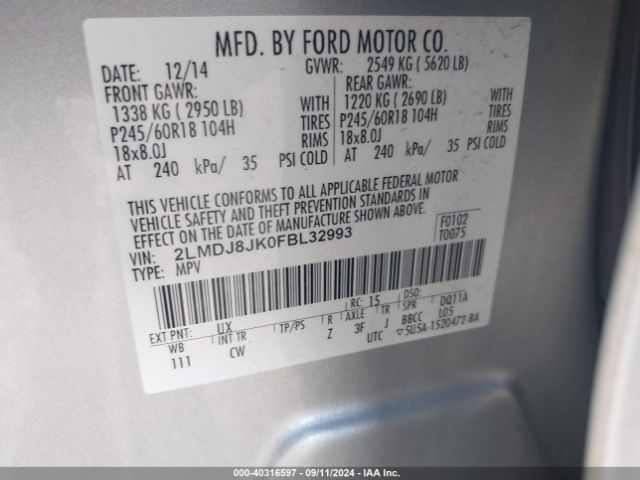 MFD. BY FORD MOTOR CO.
DATE: 12/14 GVWR: 2549 KG ( 5620 LB)
FRONT GAWR: REAR GAWR:
1338 KG ( 2950 LB) WITH 1220 KG ( 2690 LB) WITH
P245/60R18 104H TIRES P245/60R18 104H TIRES
18x8.0J RIMS 18x8.0J RIMS
AT 240 kPa/ 35 PSI COLD AT 240 kPa/ 35 PSI COLD
THIS VEHICLE CONFORMS TO ALL APPLICABLE FEDERAL MOTOR
VEHICLE SAFETY AND THEFT PREVENTION STANDARDS IN
EFFECT ON THE DATE OF MANUFACTURE SHOWN ABOVE.
VIN: 2LMDJ8JK0FBL32993 F0102
TYPE: MPV T0075
RC: 15 DSO:
EXT PNT: UX
WB INT TR TP/PS R AXLE TR SPR DQ11A
111 CW Z 3F J BBCC L05
UTC ▽5U5A-1520472-BA
000-40316597 - 09/11/2024 - IAA Inc.